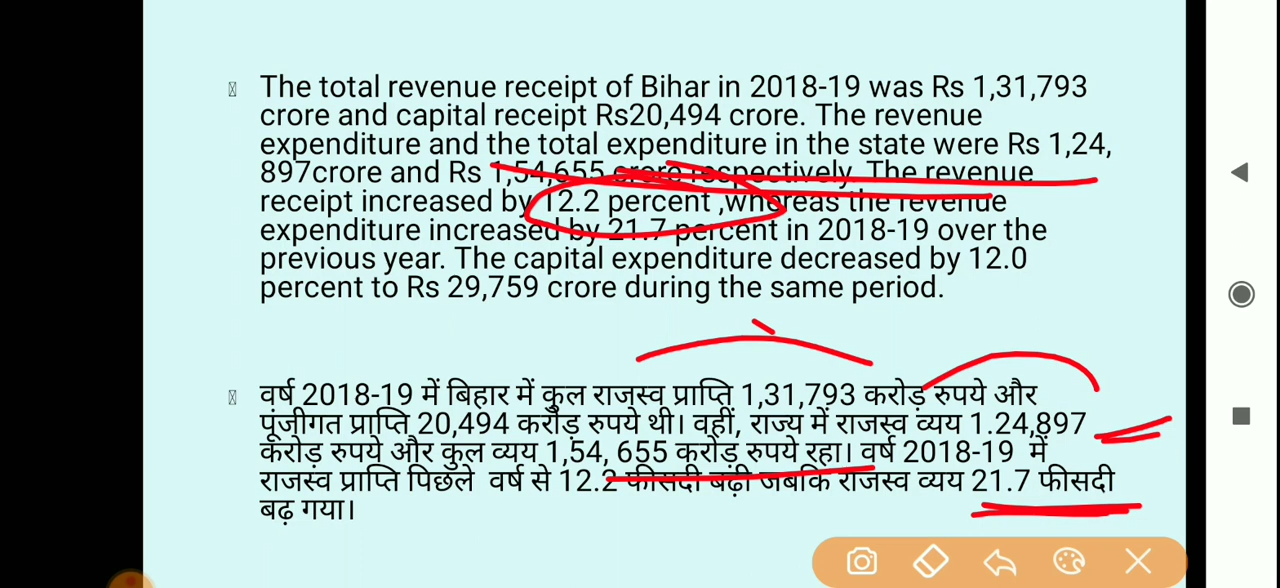 The total revenue receipt of Bihar in 2018-19 was Rs 1,31,793
crore and capital receipt Rs20,494 crore. The revenue
expenditure and the total expenditure in the state were Rs 1,24,
897crore and Rs 1,54,655 crore respectively. The revenue
receipt increased by 12.2 percent ,whereas the revenue
expenditure increased by 21.7 percent in 2018-19 over the
previous year. The capital expenditure decreased by 12.0
percent to Rs 29,759 crore during the same period.
वर्ष 2018-19 में बिहार में कुल राजस्व प्राप्ति 1,31,793 करोड़ रुपये और
पूंजीगत प्राप्ति 20,494 करोड़ रुपये थी। वहीं, राज्य में राजस्व व्यय 1.24,897
करोड़ रुपये और कुल व्यय 1,54, 655 करोड़ रुपये रहा। वर्ष 2018-19 में
राजस्व प्राप्ति पिछले वर्ष से 12.2 फीसदी बढ़ी जबकि राजस्व व्यय 21.7 फीसदी
बढ़ गया।